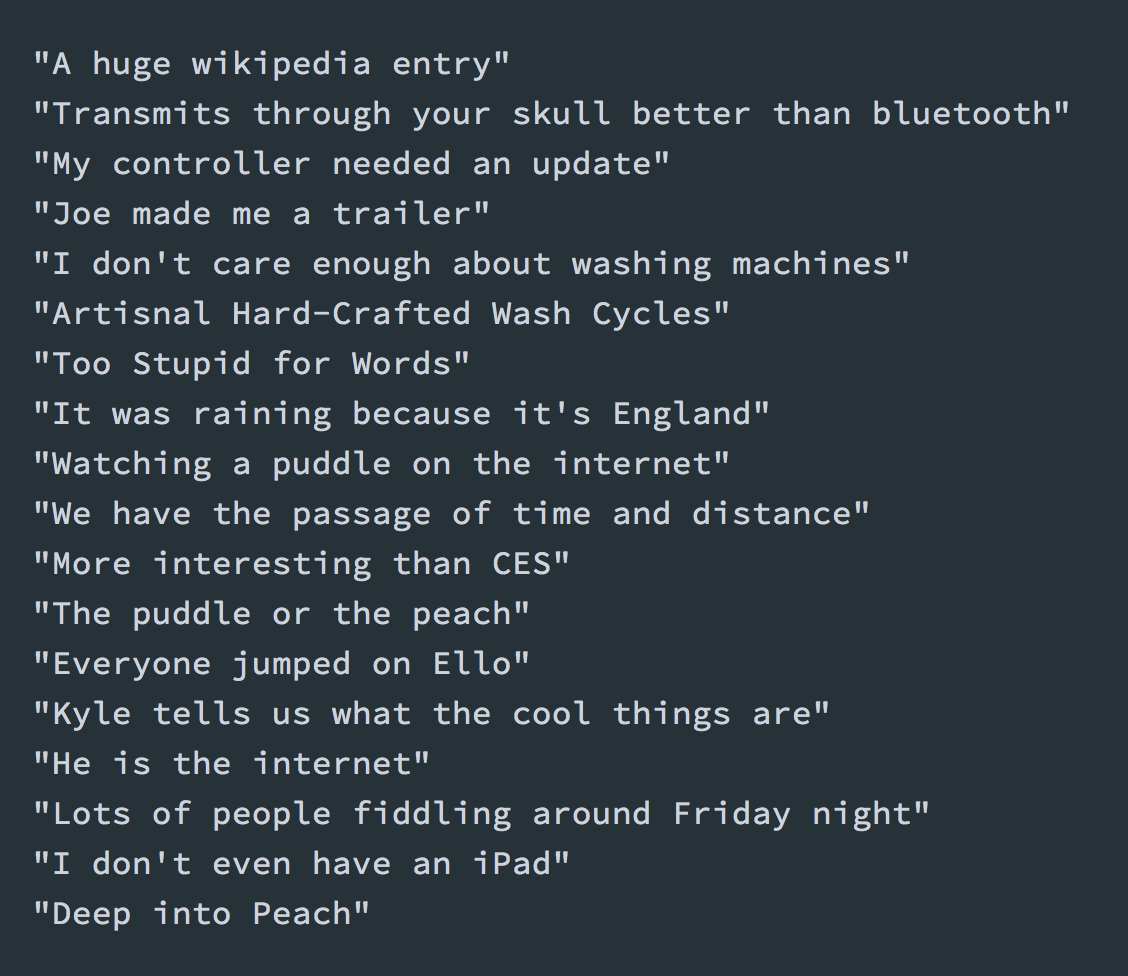 "A huge wikipedia entry"
"Transmits through your skull better than bluetooth"
"My controller needed an update"
"Joe made me a trailer"
"I don't care enough about washing machines"
"Artisnal Hard-Crafted Wash Cycles"
"Too Stupid for Words"
"It was raining because it's England"
"Watching a puddle on the internet"
"We have the passage of time and distance"
"More interesting than CES"
"The puddle or the peach"
"Everyone jumped on Ello"
"Kyle tells us what the cool things are"
"He is the internet"
"Lots of people fiddling around Friday night"
"I don't even have an iPad"
"Deep into Peach"